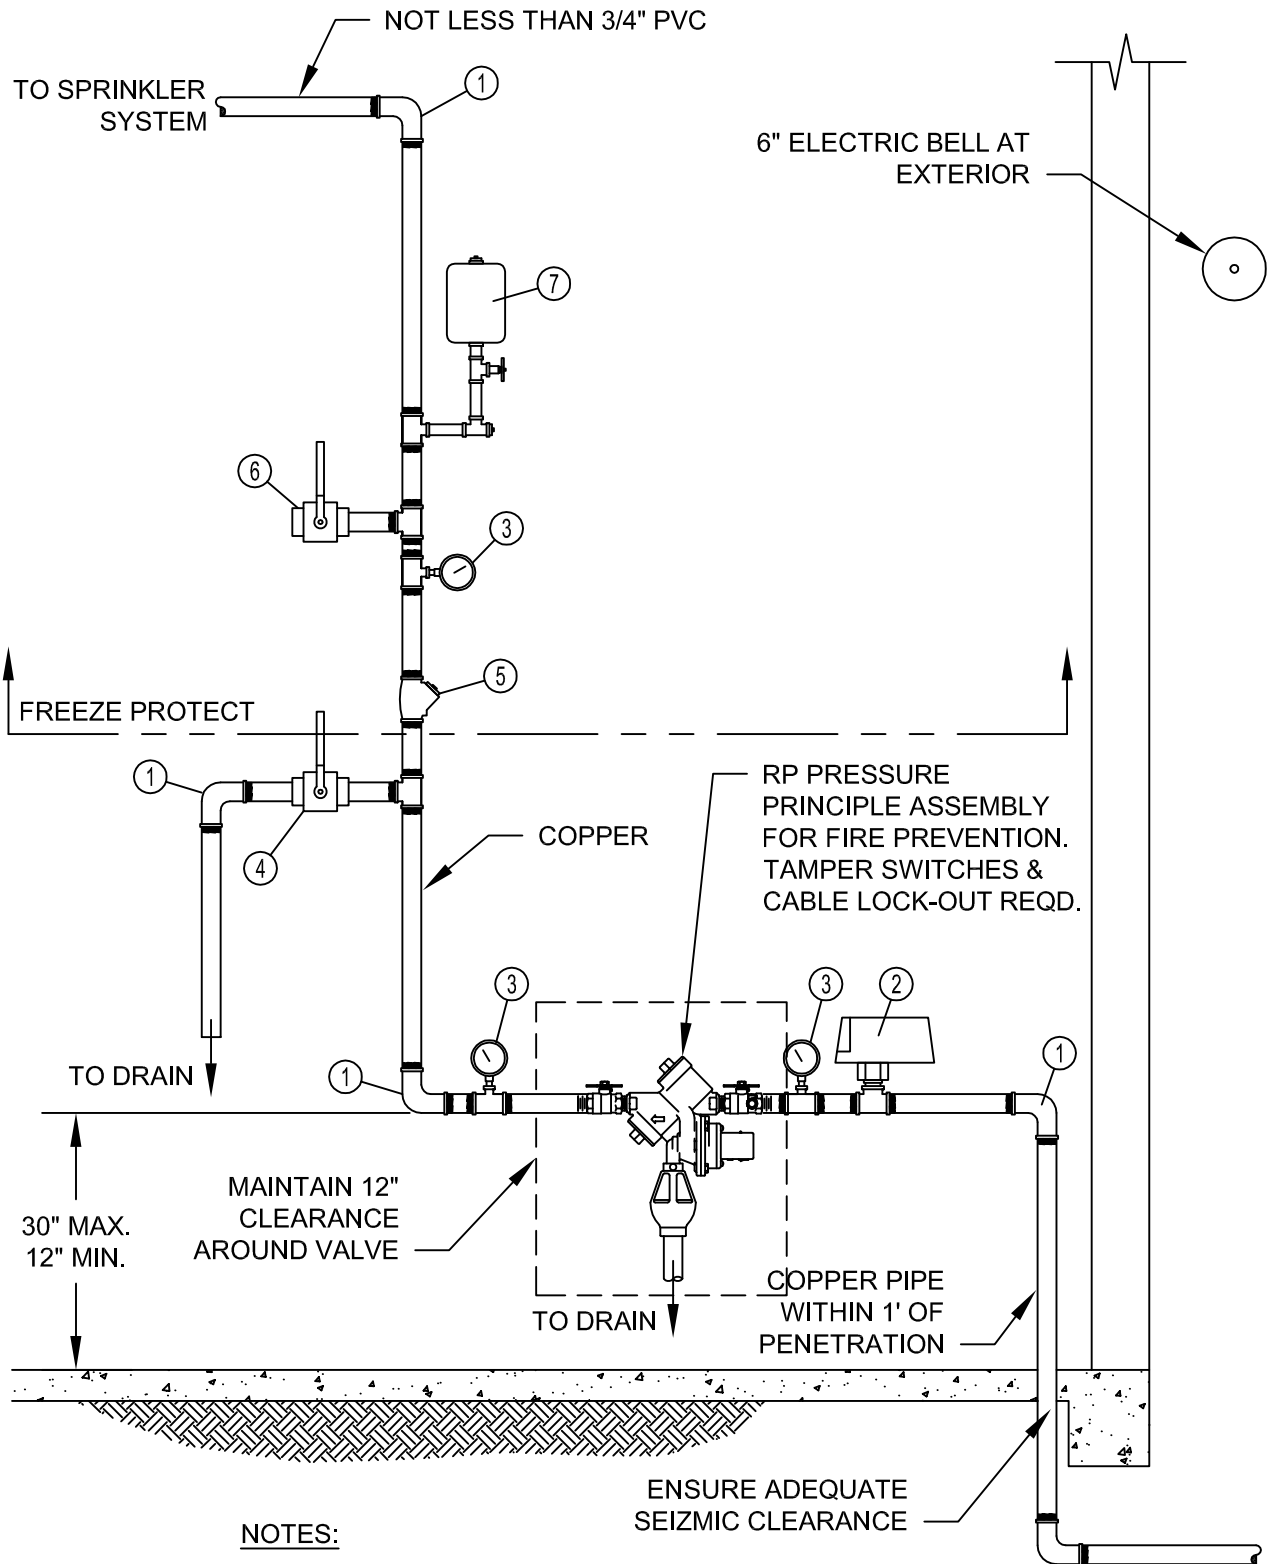 NOT LESS THAN 3/4" PVC
TO SPRINKLER
SYSTEM
1
6" ELECTRIC BELL AT
EXTERIOR
7
6
3
5
FREEZE PROTECT
1
4
COPPER
RP PRESSURE
PRINCIPLE ASSEMBLY
FOR FIRE PREVENTION.
TAMPER SWITCHES &
CABLE LOCK-OUT REQD.
3
3
2
TO DRAIN
1
1
30" MAX.
12" MIN.
MAINTAIN 12"
CLEARANCE
AROUND VALVE
TO DRAIN
COPPER PIPE
WITHIN 1' OF
PENETRATION
ENSURE ADEQUATE
SEIZMIC CLEARANCE
NOTES: